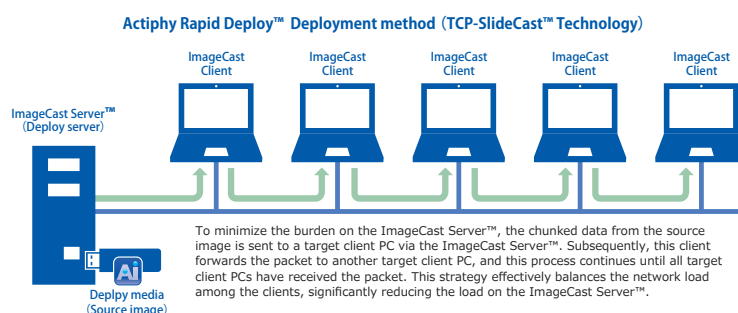 Actiphy Rapid Deploy™ Deployment method (TCP-SlideCast™ Technology)
ImageCast
Client
ImageCast
Client
ImageCast
Client
ImageCast
Client
ImageCast
Client
ImageCast Server™
(Deploy server)
To minimize the burden on the ImageCast Server™, the chunked data from the source
image is sent to a target client PC via the ImageCast Server™. Subsequently, this client
forwards the packet to another target client PC, and this process continues until all target
client PCs have received the packet. This strategy effectively balances the network load
among the clients, significantly reducing the load on the ImageCast Server™.
Ai
Deplpy media
(Source image)